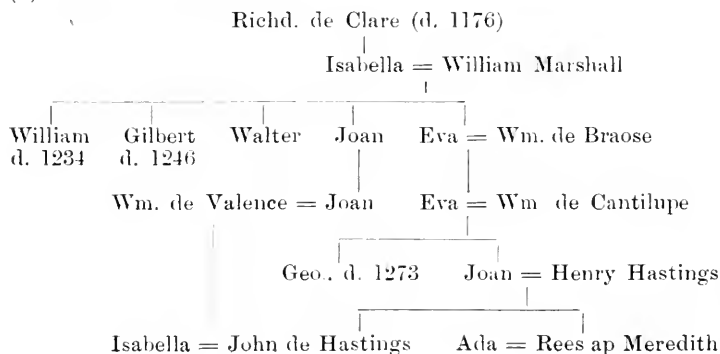 Richd. de Clare (d. 1176)
Isabella = William Marshall
William Gilbert Walter Joan Eva = Wm. de Braose
d. 1234 d. 1246
Wm. de Valence = Joan Eva = Wm de Cantilupe
Geo.. d. 1273 Joan = Henry Hastings
Isabella = John de Hastings Ada = Rees ap Meredith